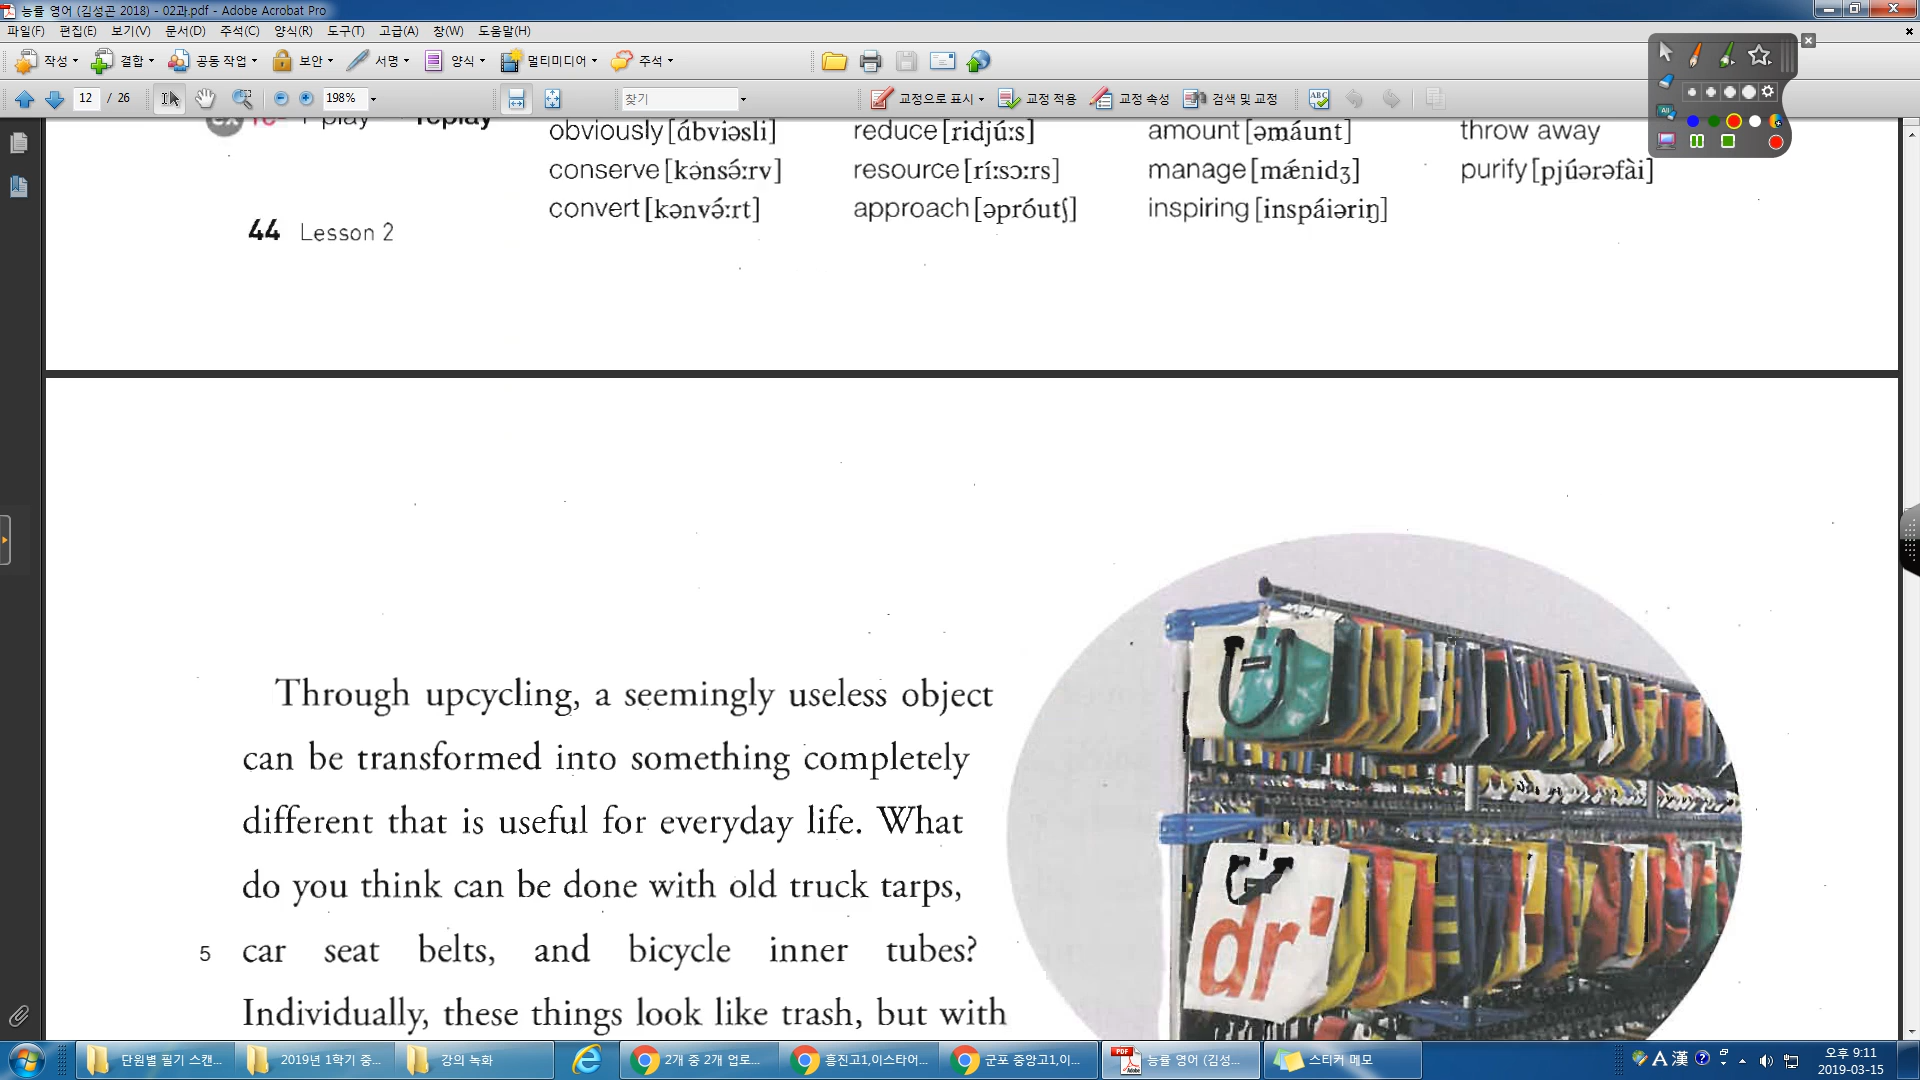 능률 영어 (김성곤 2018) - 02과.pdf - Adobe Acrobat Pro
파일(F) 편집(E) 보기(V) 문서(D) 주석(C) 양식(R) 도구(T) 고급(A) 창(W) 도움말(H)
작성 결합 공동 작업 보안 서명 양식 멀티미디어 주석
12 / 26 198% 찾기 교정으로 표시 교정 적용 교정 속성 검색 및 교정
play replay
obviously [ábviəsli] reduce [ridjúːs] amount [əmáunt] throw away
conserve [kənsə́ːrv] resource [ríːsɔːrs] manage [mǽnidʒ] purify [pjúərəfài]
convert [kənvə́ːrt] approach [əpróutʃ] inspiring [inspáiəriŋ]
44 Lesson 2
Through upcycling, a seemingly useless object
can be transformed into something completely
different that is useful for everyday life. What
do you think can be done with old truck tarps,
5 car seat belts, and bicycle inner tubes?
Individually, these things look like trash, but with
dr'
단원별 필기 스캔... 2019년 1학기 중... 강의 녹화 2개 중 2개 업로... 흥진고1,이스타어... 군포 중앙고1,이... 능률 영어 (김성... 스티커 메모
A 漢 오후 9:11
2019-03-15